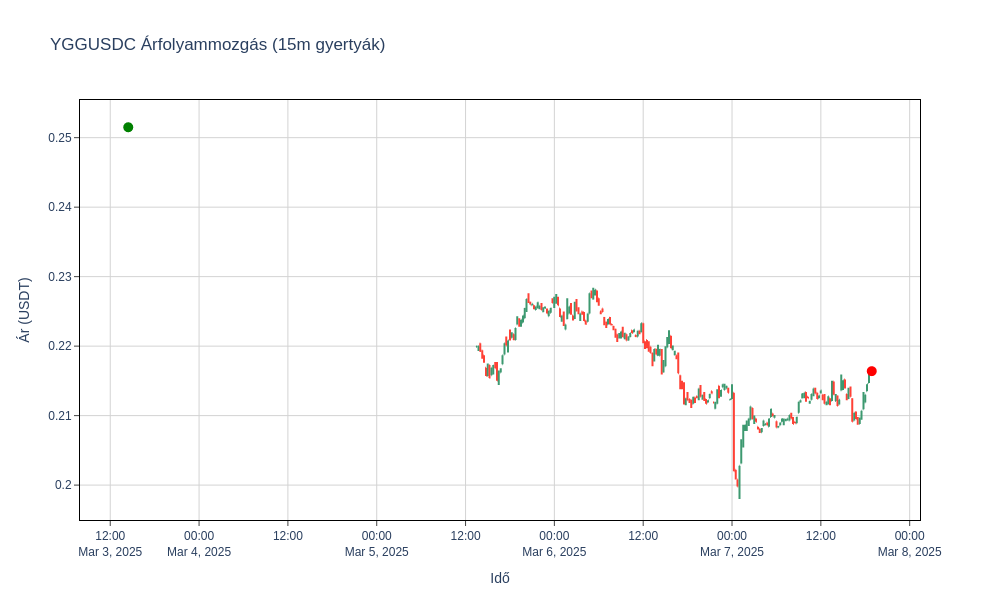 YGGUSDC Árfolyammozgás (15m gyertyák)
0.25
0.24
0.23
0.22
0.21
0.2
Ár (USDT)
12:00 00:00 12:00 00:00 12:00 00:00 12:00 00:00 12:00 00:00
Mar 3, 2025 Mar 4, 2025 Mar 5, 2025 Mar 6, 2025 Mar 7, 2025 Mar 8, 2025
Idő